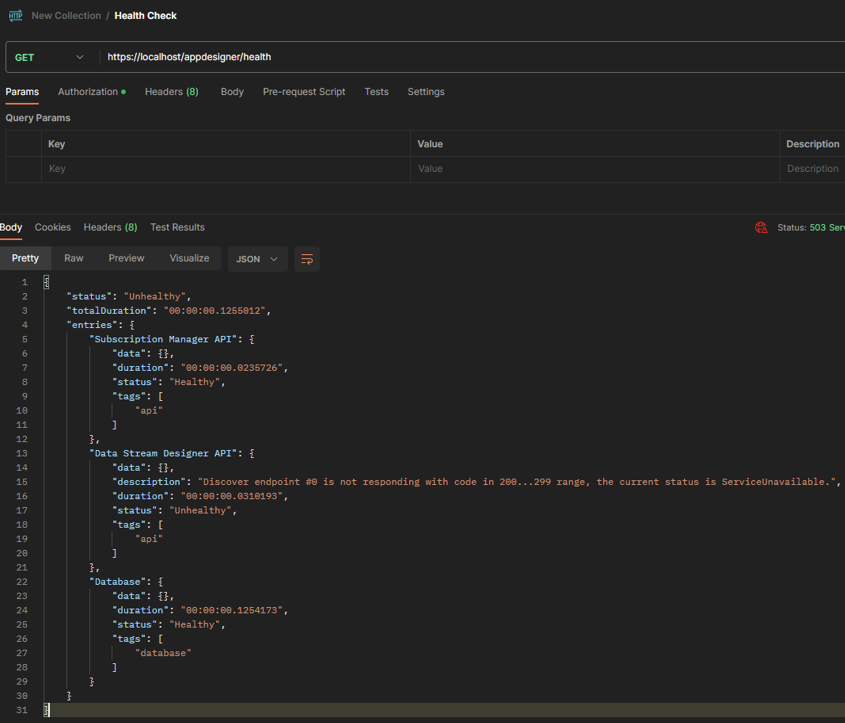 HTTP New Collection / Health Check
GET https://localhost/appdesigner/health
Params Authorization Headers (8) Body Pre-request Script Tests Settings
Query Params
Key Value Description
Key Value Description
Body Cookies Headers (8) Test Results Status: 503 Serv
Pretty Raw Preview Visualize JSON
1 {
2 "status": "Unhealthy",
3 "totalDuration": "00:00:00.1255012",
4 "entries": {
5 "Subscription Manager API": {
6 "data": {},
7 "duration": "00:00:00.0235726",
8 "status": "Healthy",
9 "tags": [
10 "api"
11 ]
12 },
13 "Data Stream Designer API": {
14 "data": {},
15 "description": "Discover endpoint #0 is not responding with code in 200...299 range, the current status is ServiceUnavailable.",
16 "duration": "00:00:00.0310193",
17 "status": "Unhealthy",
18 "tags": [
19 "api"
20 ]
21 },
22 "Database": {
23 "data": {},
24 "duration": "00:00:00.1254173",
25 "status": "Healthy",
26 "tags": [
27 "database"
28 ]
29 }
30 }
31 }